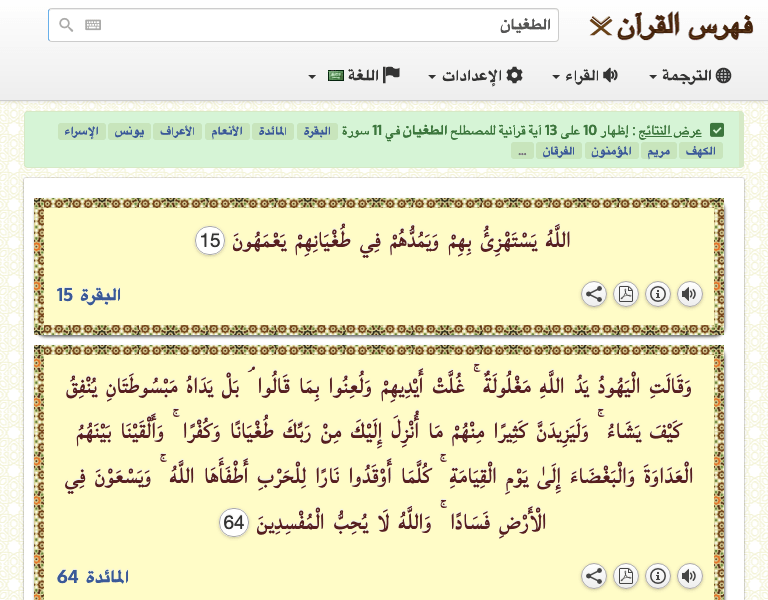 فهرس القرآن
الطغيان
الترجمة القراء الإعدادات اللغة
عرض النتائج : إظهار 10 على 13 آية قرآنية للمصطلح الطغيان في 11 سورة البقرة المائدة الأنعام الأعراف يونس الإسراء
الكهف مريم المؤمنون الفرقان ...
اللَّهُ يَسْتَهْزِئُ بِهِمْ وَيَمُدُّهُمْ فِي طُغْيَانِهِمْ يَعْمَهُونَ 15
البقرة 15
وَقَالَتِ الْيَهُودُ يَدُ اللَّهِ مَغْلُولَةٌ ۚ غُلَّتْ أَيْدِيهِمْ وَلُعِنُوا بِمَا قَالُوا ۘ بَلْ يَدَاهُ مَبْسُوطَتَانِ يُنْفِقُ
كَيْفَ يَشَاءُ ۚ وَلَيَزِيدَنَّ كَثِيرًا مِنْهُمْ مَا أُنْزِلَ إِلَيْكَ مِنْ رَبِّكَ طُغْيَانًا وَكُفْرًا ۚ وَأَلْقَيْنَا بَيْنَهُمُ
الْعَدَاوَةَ وَالْبَغْضَاءَ إِلَىٰ يَوْمِ الْقِيَامَةِ ۚ كُلَّمَا أَوْقَدُوا نَارًا لِلْحَرْبِ أَطْفَأَهَا اللَّهُ ۚ وَيَسْعَوْنَ فِي
الْأَرْضِ فَسَادًا ۚ وَاللَّهُ لَا يُحِبُّ الْمُفْسِدِينَ 64
المائدة 64